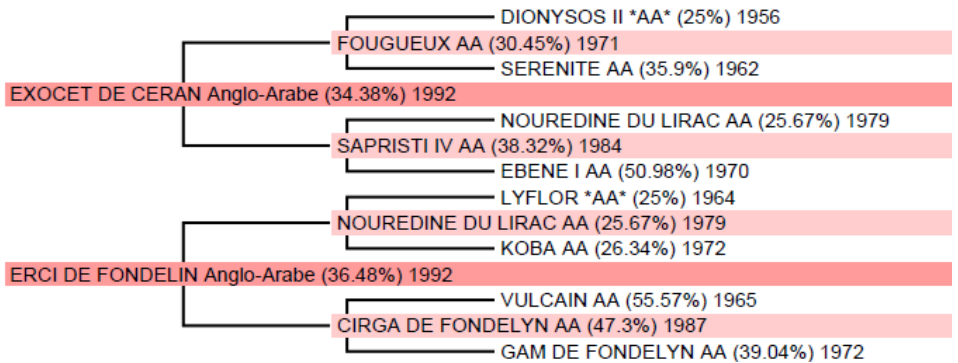 DIONYSOS II *AA* (25%) 1956
FOUGUEUX AA (30.45%) 1971
SERENITE AA (35.9%) 1962
EXOCET DE CERAN Anglo-Arabe (34.38%) 1992
NOUREDINE DU LIRAC AA (25.67%) 1979
SAPRISTI IV AA (38.32%) 1984
EBENE I AA (50.98%) 1970
LYFLOR *AA* (25%) 1964
NOUREDINE DU LIRAC AA (25.67%) 1979
KOBA AA (26.34%) 1972
ERCI DE FONDELIN Anglo-Arabe (36.48%) 1992
VULCAIN AA (55.57%) 1965
CIRGA DE FONDELYN AA (47.3%) 1987
GAM DE FONDELYN AA (39.04%) 1972